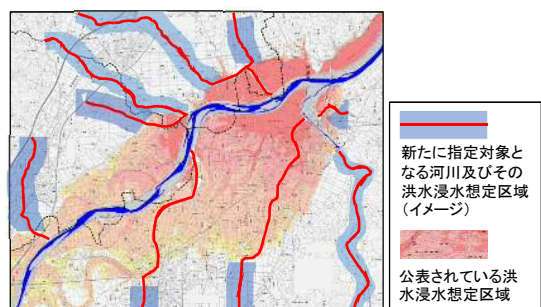 新たに指定対象と
なる河川及びその
洪水浸水想定区域
（イメージ）
公表されている洪
水浸水想定区域